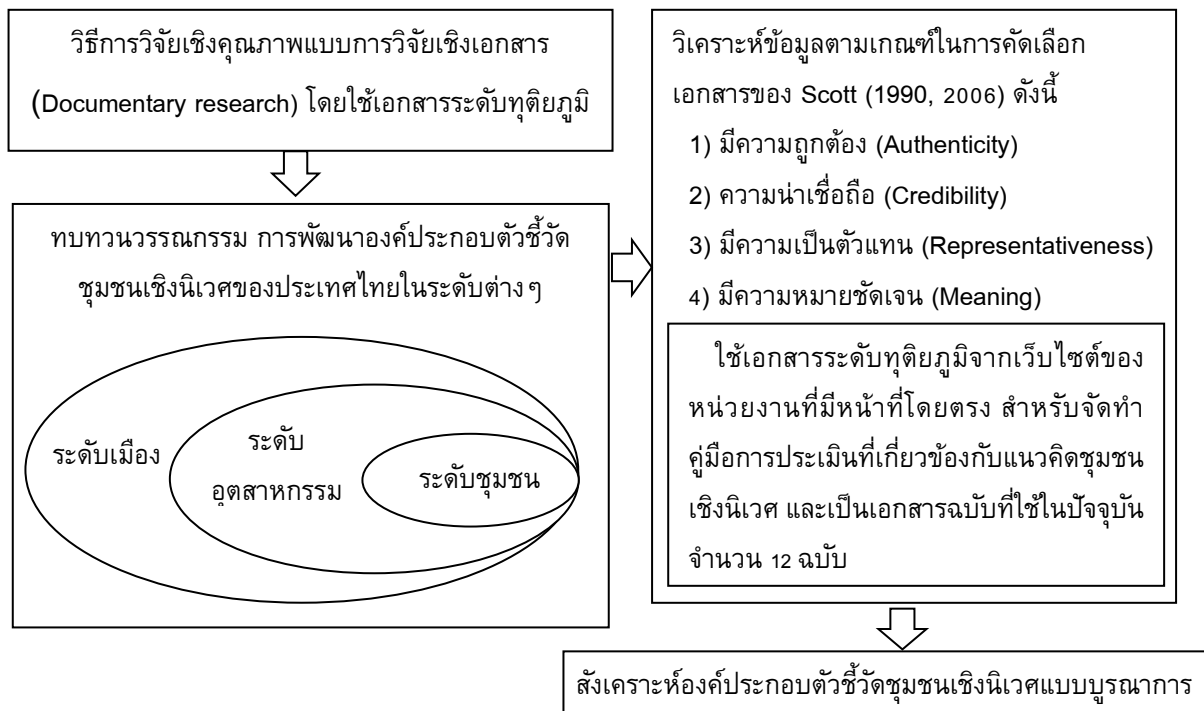 วิธีการวิจัยเชิงคุณภาพแบบการวิจัยเชิงเอกสาร
(Documentary research) โดยใช้เอกสารระดับทุติยภูมิ
ทบทวนวรรณกรรม การพัฒนาองค์ประกอบตัวชี้วัด
ชุมชนเชิงนิเวศของประเทศไทยในระดับต่างๆ
ระดับเมือง
ระดับ
อุตสาหกรรม
ระดับชุมชน
วิเคราะห์ข้อมูลตามเกณฑ์ในการคัดเลือก
เอกสารของ Scott (1990, 2006) ดังนี้
1) มีความถูกต้อง (Authenticity)
2) ความน่าเชื่อถือ (Credibility)
3) มีความเป็นตัวแทน (Representativeness)
4) มีความหมายชัดเจน (Meaning)
ใช้เอกสารระดับทุติยภูมิจากเว็บไซต์ของ
หน่วยงานที่มีหน้าที่โดยตรง สำหรับจัดทำ
คู่มือการประเมินที่เกี่ยวข้องกับแนวคิดชุมชน
เชิงนิเวศ และเป็นเอกสารฉบับที่ใช้ในปัจจุบัน
จำนวน 12 ฉบับ
สังเคราะห์องค์ประกอบตัวชี้วัดชุมชนเชิงนิเวศแบบบูรณาการ